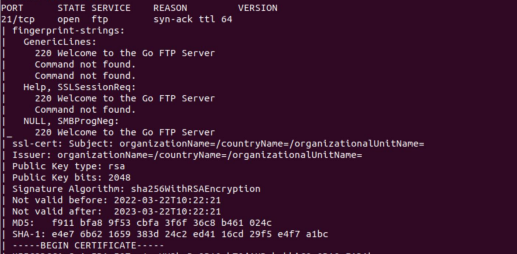 PORT STATE SERVICE REASON VERSION
21/tcp open ftp syn-ack ttl 64
| fingerprint-strings:
| GenericLines:
| 220 Welcome to the Go FTP Server
| Command not found.
| Command not found.
| Help, SSLSessionReq:
| 220 Welcome to the Go FTP Server
| Command not found.
| NULL, SMBProgNeg:
|_ 220 Welcome to the Go FTP Server
| ssl-cert: Subject: organizationName=/countryName=/organizationalUnitName=
| Issuer: organizationName=/countryName=/organizationalUnitName=
| Public Key type: rsa
| Public Key bits: 2048
| Signature Algorithm: sha256WithRSAEncryption
| Not valid before: 2022-03-22T10:22:21
| Not valid after: 2023-03-22T10:22:21
| MD5: f911 bfa8 9f53 cbfa 3f6f 36c8 b461 024c
| SHA-1: e4e7 6b62 1659 383d 24c2 ed41 16cd 29f5 e4f7 a1bc
| -----BEGIN CERTIFICATE-----